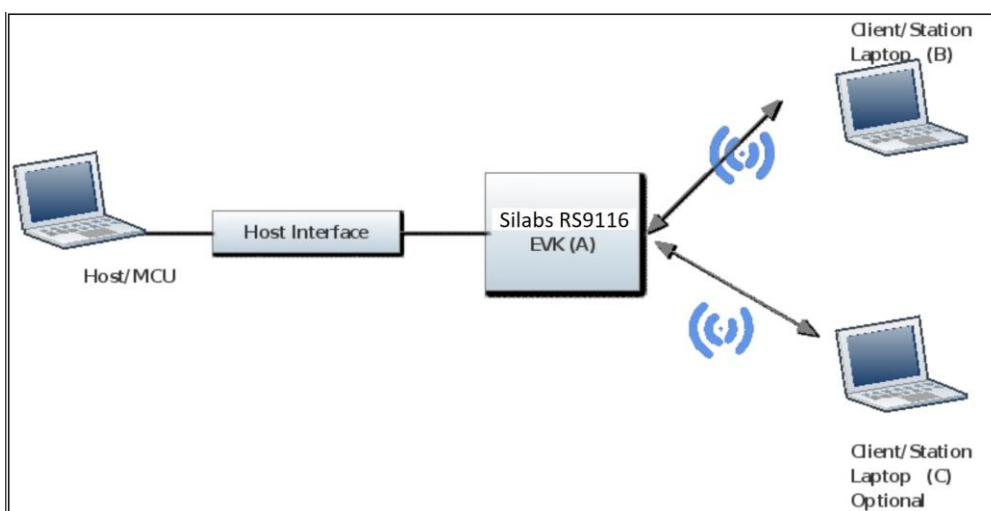 Client/Station
Laptop (B)
Silabs RS9116
EVK (A)
Host Interface
Host/MCU
Client/Station
Laptop (C)
Optional